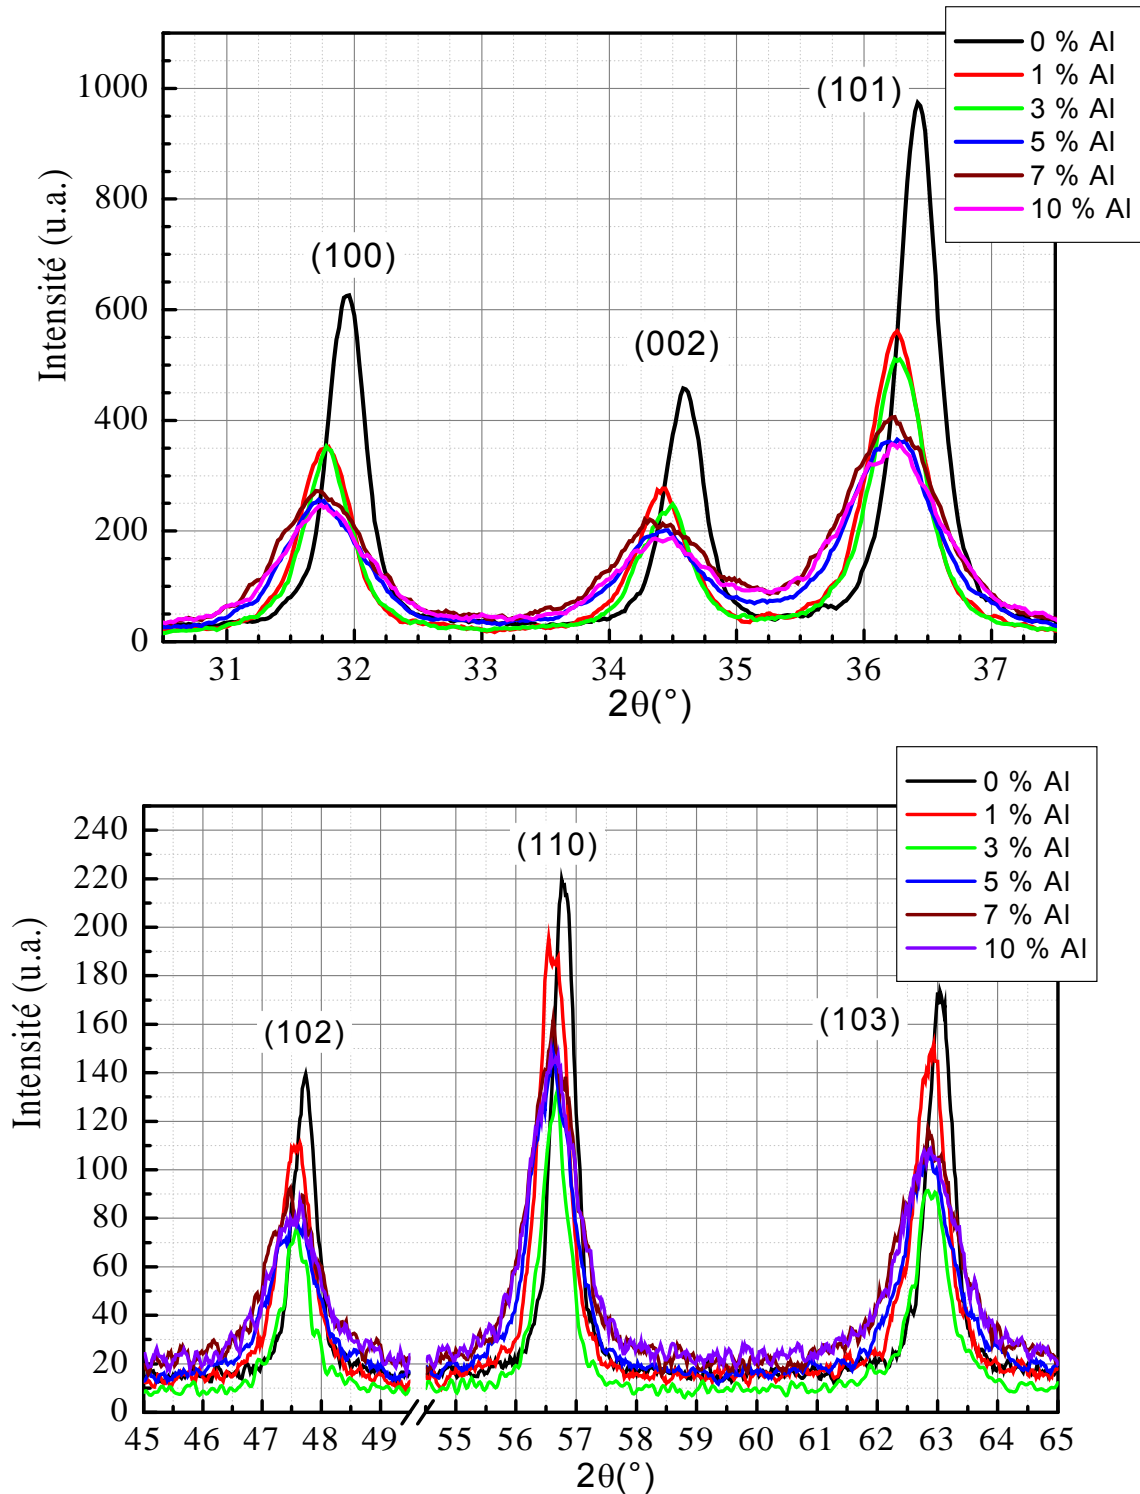 0 % Al
1 % Al
3 % Al
5 % Al
7 % Al
10 % Al
(101)
(100)
(002)
Intensité (u.a.)
1000
800
600
400
200
0
31 32 33 34 35 36 37
2θ(°)
0 % Al
1 % Al
3 % Al
5 % Al
7 % Al
10 % Al
(110)
(102)
(103)
Intensité (u.a.)
240
220
200
180
160
140
120
100
80
60
40
20
0
45 46 47 48 49 55 56 57 58 59 60 61 62 63 64 65
2θ(°)